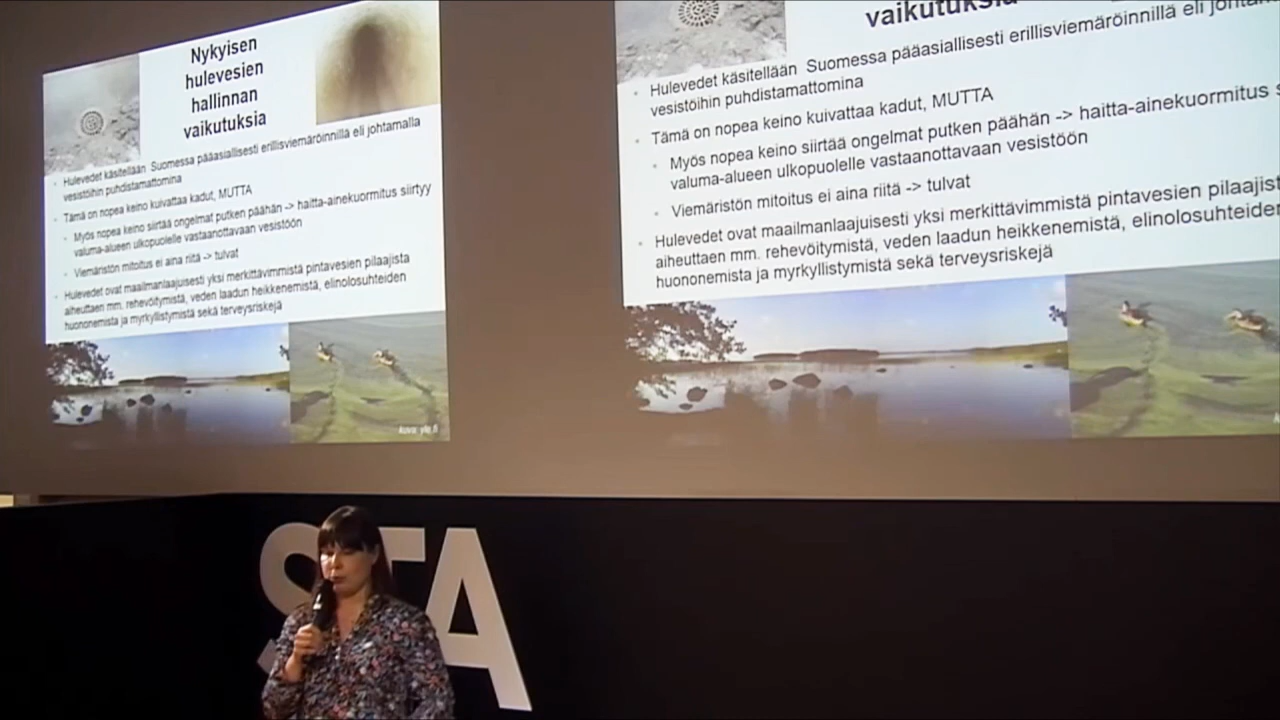 Nykyisen
hulevesien
hallinnan
vaikutuksia
Hulevedet käsitellään Suomessa pääasiallisesti erillisviemäröinnillä eli johtamalla
vesistöihin puhdistamattomina
Tämä on nopea keino kuivattaa kadut, MUTTA
Myös nopea keino siirtää ongelmat putken päähän -> haitta-ainekuormitus siirtyy
valuma-alueen ulkopuolelle vastaanottavaan vesistöön
Viemäristön mitoitus ei aina riitä -> tulvat
Hulevedet ovat maailmanlaajuisesti yksi merkittävimmistä pintavesien pilaajista
aiheuttaen mm. rehevöitymistä, veden laadun heikkenemistä, elinolosuhteiden
huononemista ja myrkyllistymistä sekä terveysriskejä
kuva: yle.fi
vaikutuksia
Hulevedet käsitellään Suomessa pääasiallisesti erillisviemäröinnillä eli
vesistöihin puhdistamattomina
Tämä on nopea keino kuivattaa kadut, MUTTA
Myös nopea keino siirtää ongelmat putken päähän -> haitta-ainekuormitus s
valuma-alueen ulkopuolelle vastaanottavaan vesistöön
Viemäristön mitoitus ei aina riitä -> tulvat
Hulevedet ovat maailmanlaajuisesti yksi merkittävimmistä pintavesien pilaajist
aiheuttaen mm. rehevöitymistä, veden laadun heikkenemistä, elinolosuhteiden
huononemista ja myrkyllistymistä sekä terveysriskejä
STA